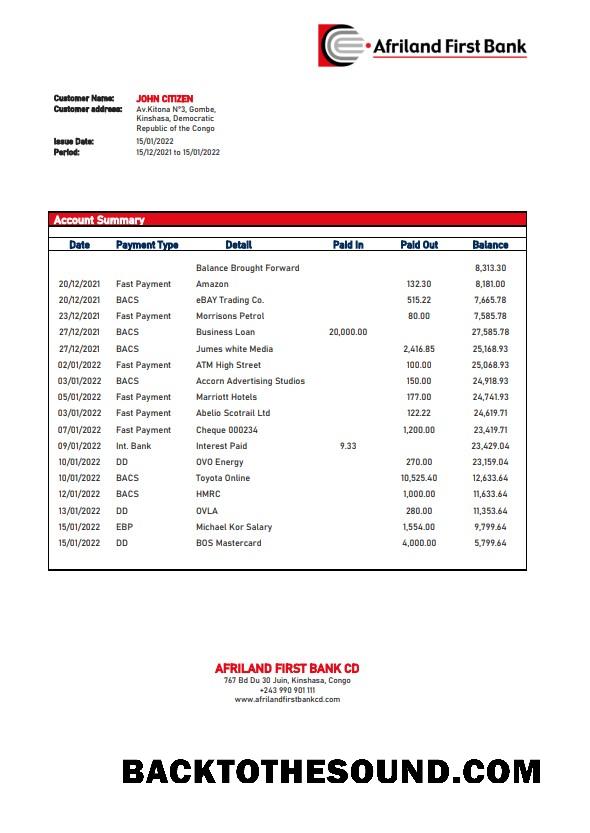 Afriland First Bank
Customer Name: JOHN CITIZEN
Customer address: Av.Kitona N°3, Gombe,
Kinshasa, Democratic
Republic of the Congo
Issue Date: 15/01/2022
Period: 15/12/2021 to 15/01/2022
Account Summary
Date Payment Type Detail Paid In Paid Out Balance
Balance Brought Forward 8,313.30
20/12/2021 Fast Payment Amazon 132.30 8,181.00
20/12/2021 BACS eBAY Trading Co. 515.22 7,665.78
23/12/2021 Fast Payment Morrisons Petrol 80.00 7,585.78
27/12/2021 BACS Business Loan 20,000.00 27,585.78
27/12/2021 BACS Jumes white Media 2,416.85 25,168.93
02/01/2022 Fast Payment ATM High Street 100.00 25,068.93
03/01/2022 BACS Accorn Advertising Studios 150.00 24,918.93
05/01/2022 Fast Payment Marriott Hotels 177.00 24,741.93
03/01/2022 Fast Payment Abelio Scotrail Ltd 122.22 24,619.71
07/01/2022 Fast Payment Cheque 000234 1,200.00 23,419.71
09/01/2022 Int. Bank Interest Paid 9.33 23,429.04
10/01/2022 DD OVO Energy 270.00 23,159.04
10/01/2022 BACS Toyota Online 10,525.40 12,633.64
12/01/2022 BACS HMRC 1,000.00 11,633.64
13/01/2022 DD OVLA 280.00 11,353.64
15/01/2022 EBP Michael Kor Salary 1,554.00 9,799.64
15/01/2022 DD BOS Mastercard 4,000.00 5,799.64
AFRILAND FIRST BANK CD
767 Bd Du 30 Juin, Kinshasa, Congo
+243 990 901 111
www.afrilandfirstbankcd.com
BACKTOTHESOUND.COM